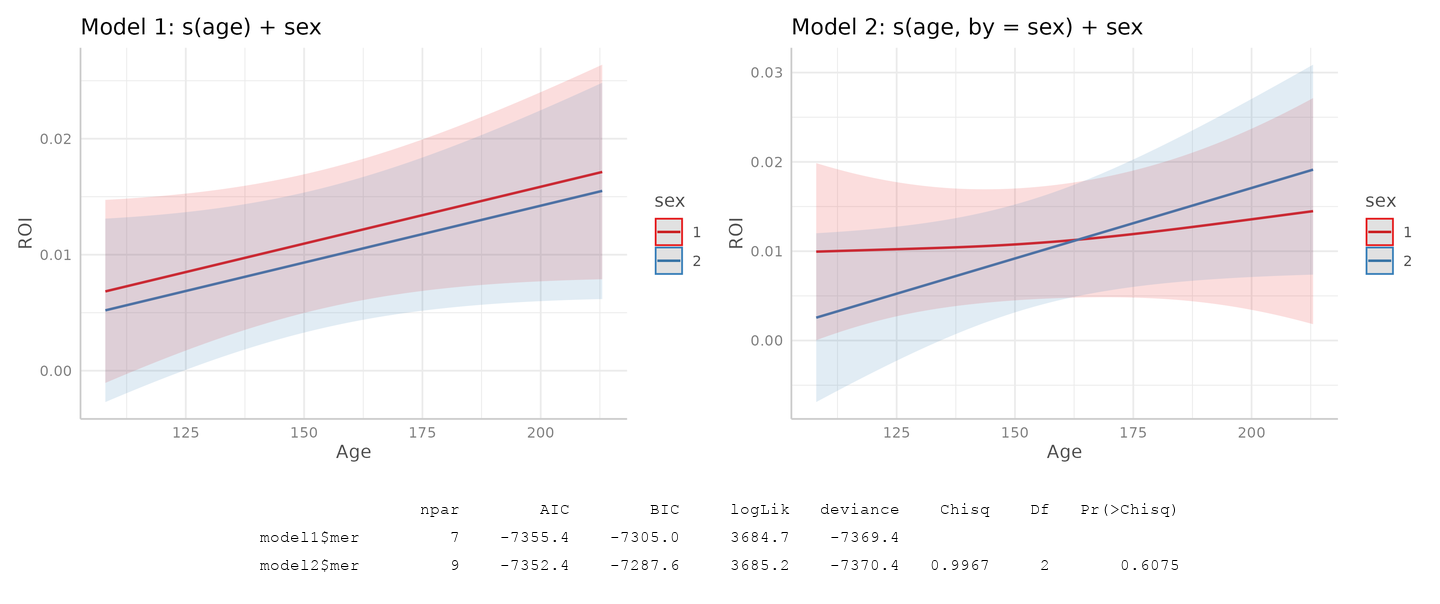 Model 1: s(age) + sex
0.02
0.01
0.00
ROI
125 150 175 200
Age
sex
1
2
Model 2: s(age, by = sex) + sex
0.03
0.02
0.01
0.00
ROI
125 150 175 200
Age
sex
1
2
npar AIC BIC logLik deviance Chisq Df Pr(>Chisq)
model1$mer 7 -7355.4 -7305.0 3684.7 -7369.4
model2$mer 9 -7352.4 -7287.6 3685.2 -7370.4 0.9967 2 0.6075